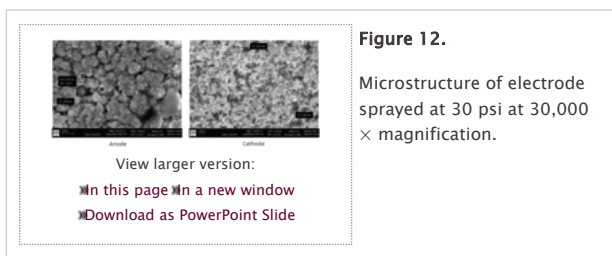 Figure 12.
Microstructure of electrode
sprayed at 30 psi at 30,000
× magnification.
Anode
Cathode
View larger version:
In this page In a new window
Download as PowerPoint Slide